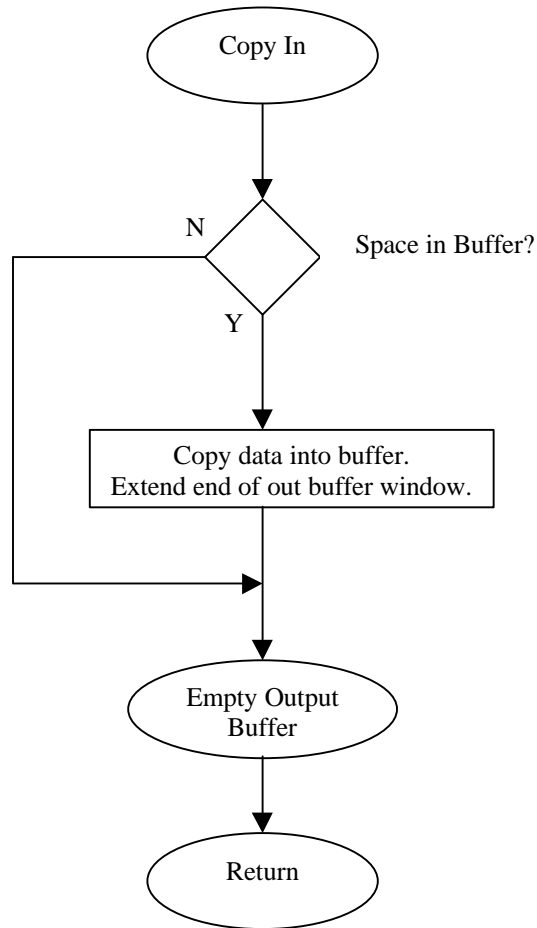 Copy In
N
Space in Buffer?
Y
Copy data into buffer.
Extend end of out buffer window.
Empty Output
Buffer
Return